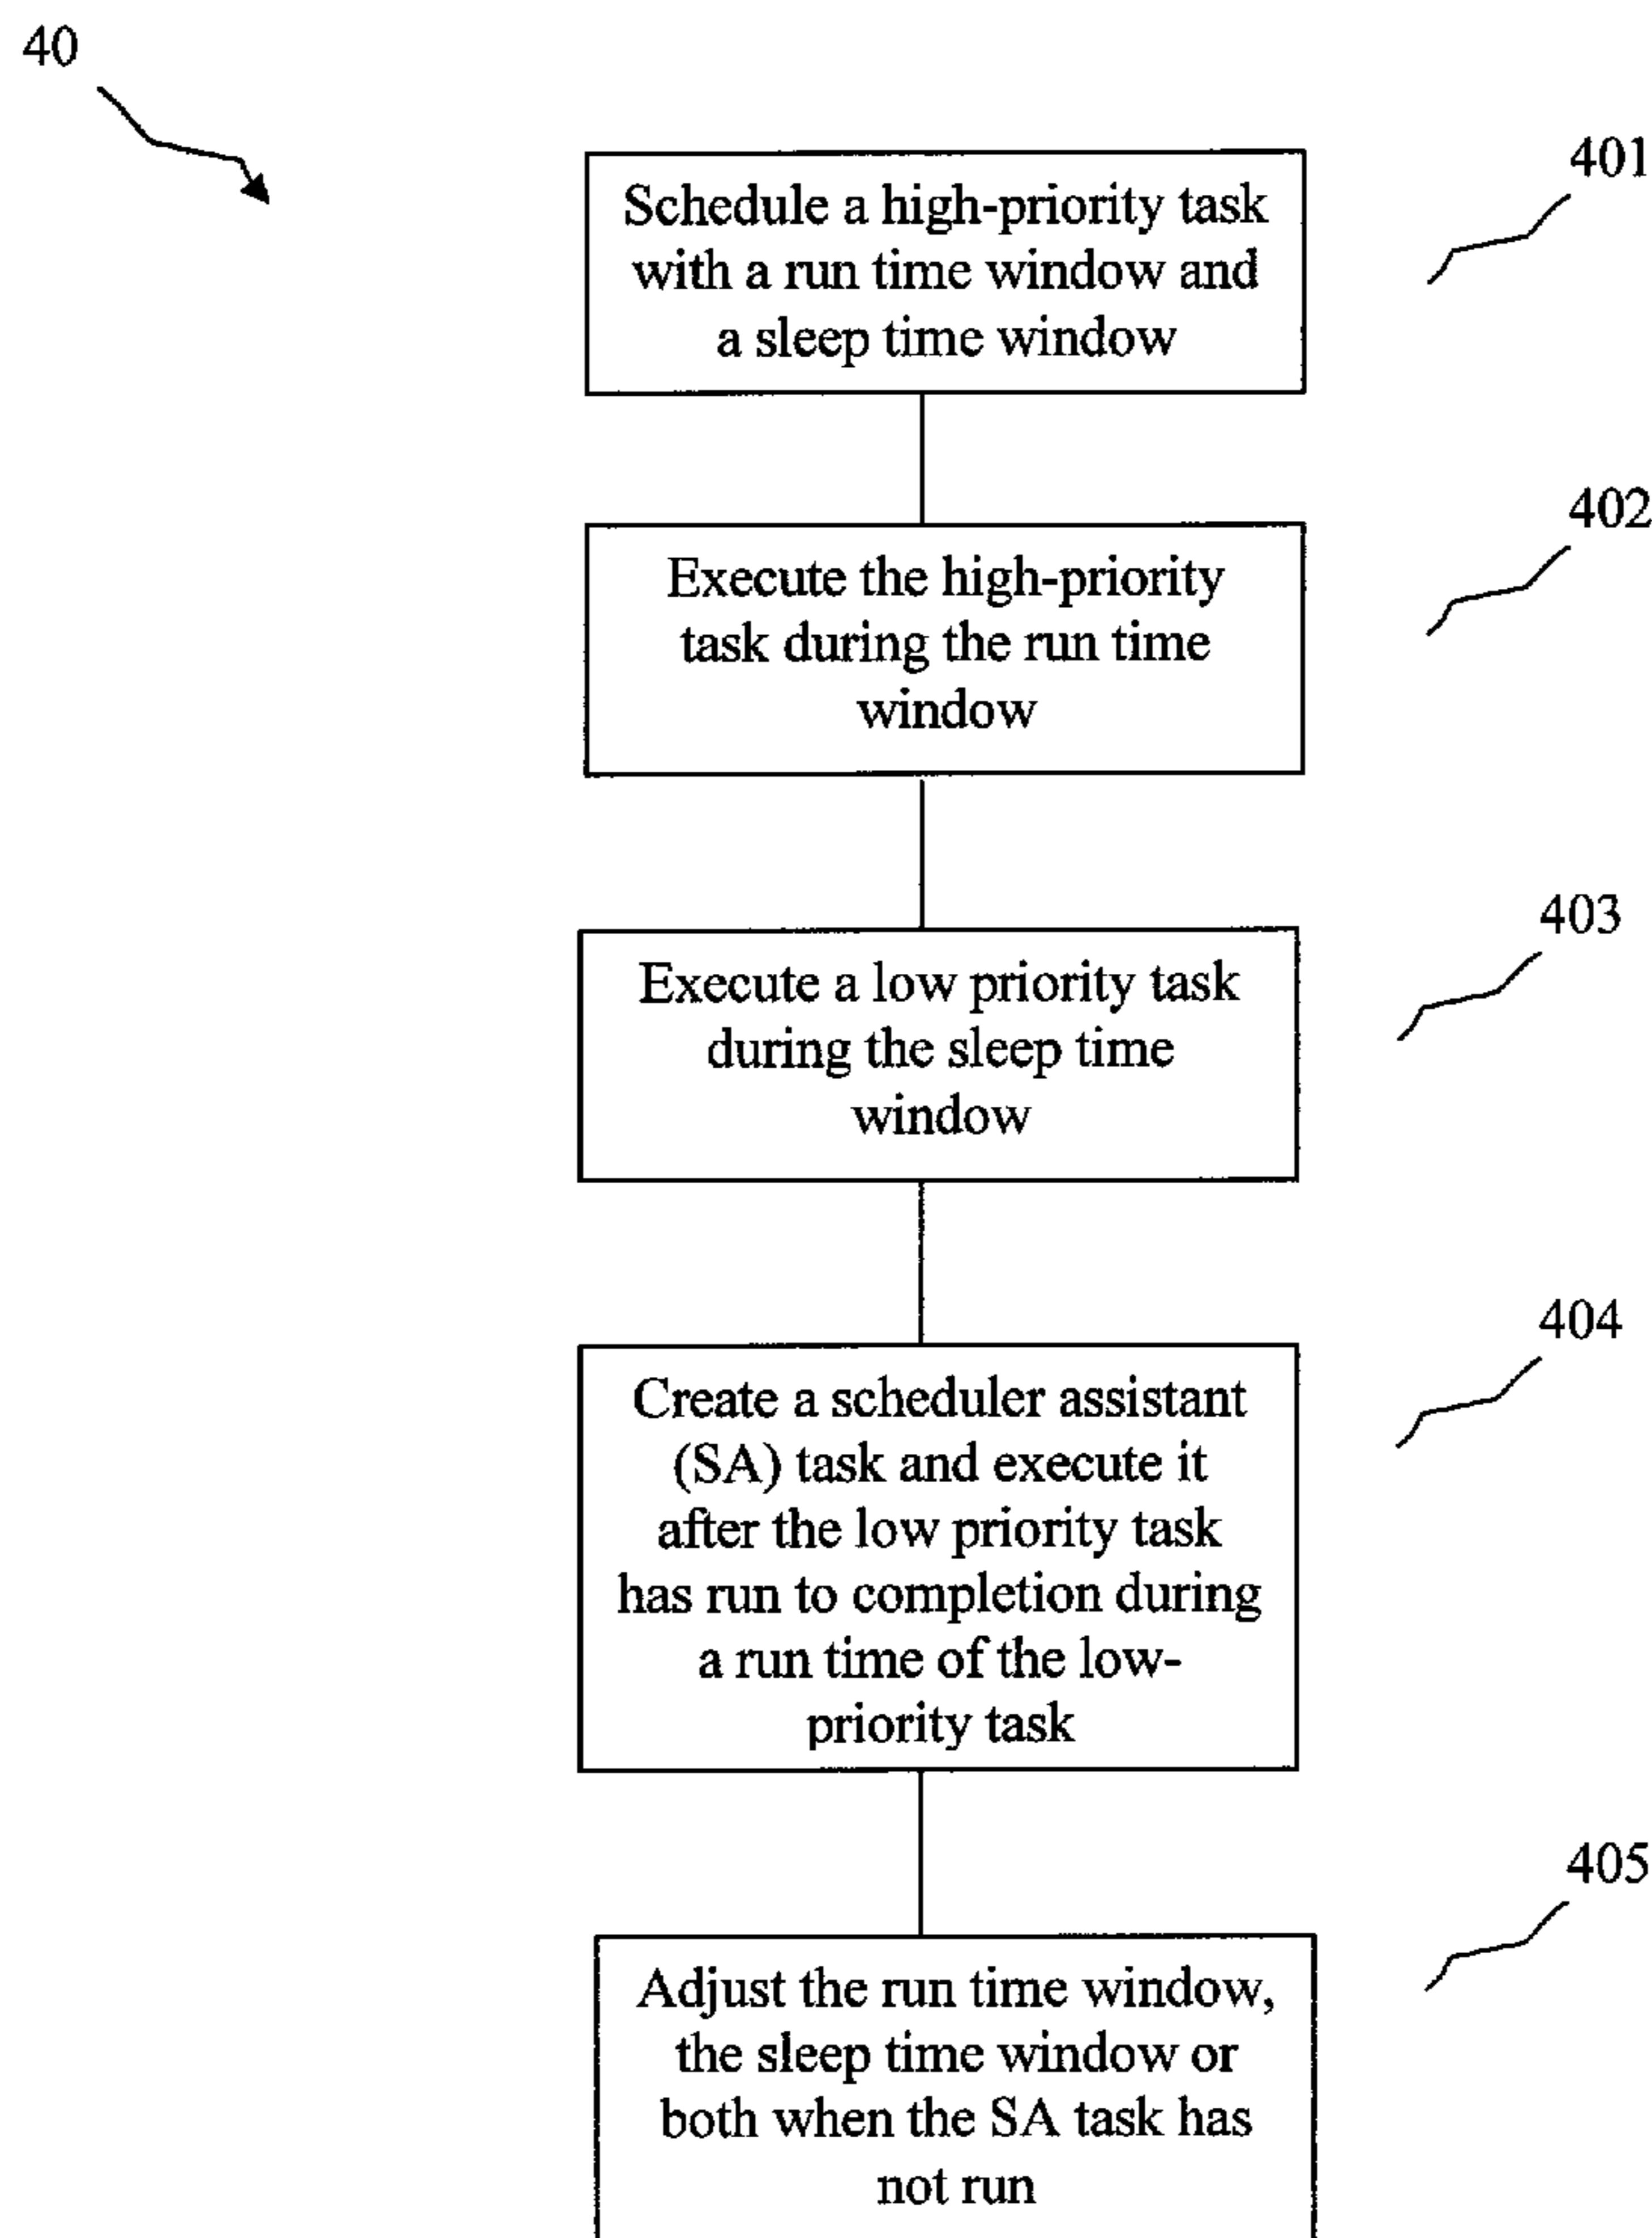 40
401
Schedule a high-priority task
with a run time window and
a sleep time window
402
Execute the high-priority
task during the run time
window
403
Execute a low priority task
during the sleep time
window
404
Create a scheduler assistant
(SA) task and execute it
after the low priority task
has run to completion during
a run time of the low-
priority task
405
Adjust the run time window,
the sleep time window or
both when the SA task has
not run